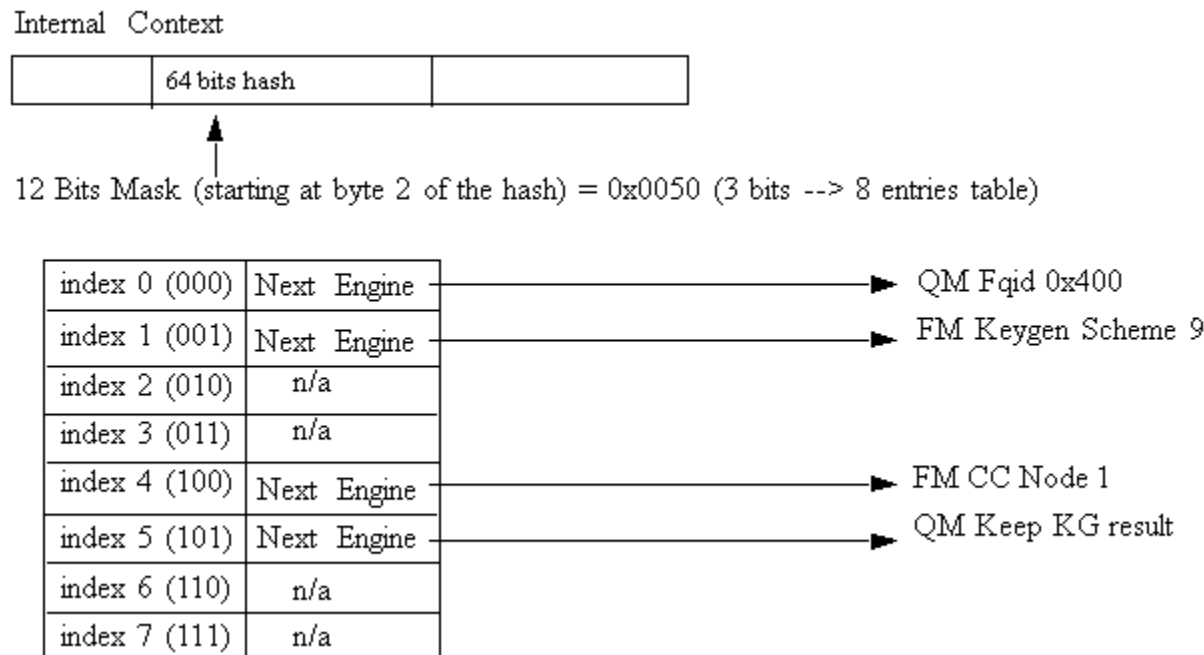 Internal Context
64 bits hash
12 Bits Mask (starting at byte 2 of the hash) = 0x0050 (3 bits --> 8 entries table)
index 0 (000) Next Engine QM Fqid 0x400
index 1 (001) Next Engine FM Keygen Scheme 9
index 2 (010) n/a
index 3 (011) n/a
index 4 (100) Next Engine FM CC Node 1
index 5 (101) Next Engine QM Keep KG result
index 6 (110) n/a
index 7 (111) n/a